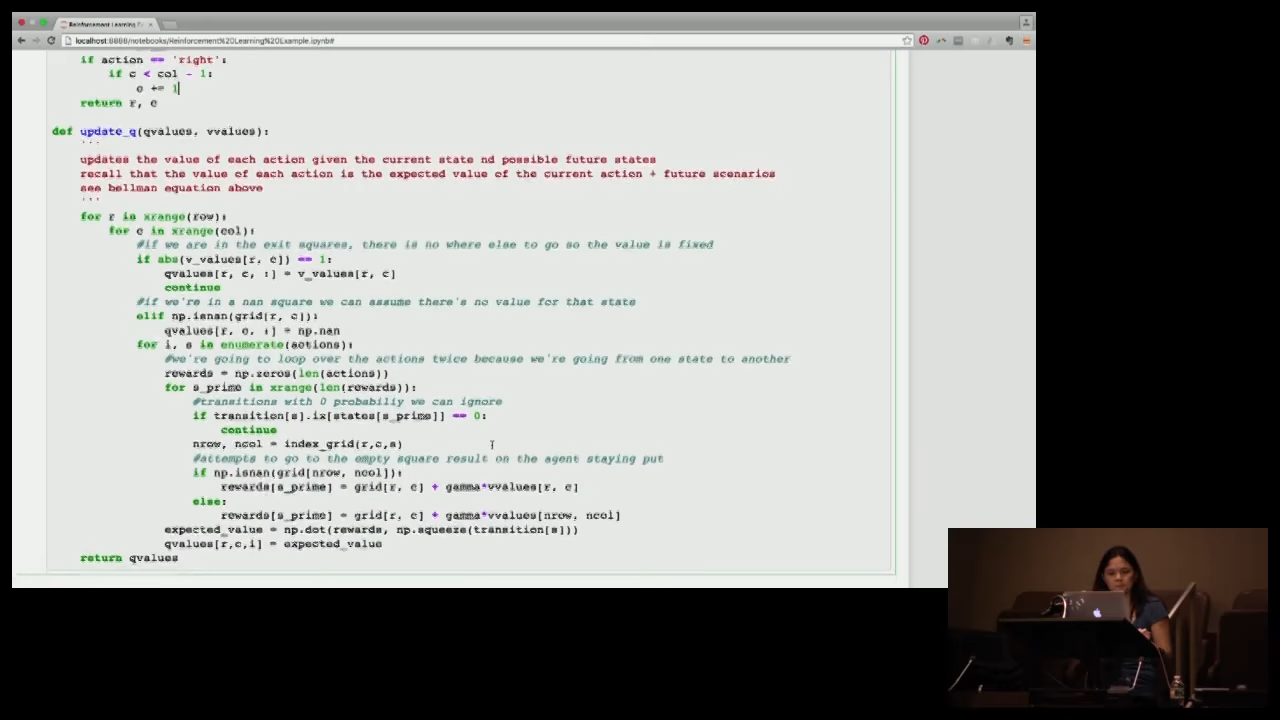 Reinforcement Learning Ex
localhost:8888/notebooks/Reinforcement%20Learning%20Example.ipynb#
if action == 'right':
if c < col - 1:
c += 1
return r, c
def update_q(qvalues, vvalues):
'''
updates the value of each action given the current state nd possible future states
recall that the value of each action is the expected value of the current action + future scenarios
see bellman equation above
'''
for r in xrange(row):
for c in xrange(col):
#if we are in the exit squares, there is no where else to go so the value is fixed
if abs(v_values[r, c]) == 1:
qvalues[r, c, :] = v_values[r, c]
continue
#if we're in a nan square we can assume there's no value for that state
elif np.isnan(grid[r, c]):
qvalues[r, c, :] = np.nan
for i, s in enumerate(actions):
#we're going to loop over the actions twice because we're going from one state to another
rewards = np.zeros(len(actions))
for s_prime in xrange(len(rewards)):
#transitions with 0 probabiliy we can ignore
if transition[s].ix[states[s_prime]] == 0:
continue
nrow, ncol = index_grid(r,c,s)
#attempts to go to the empty square result on the agent staying put
if np.isnan(grid[nrow, ncol]):
rewards[s_prime] = grid[r, c] + gamma*vvalues[r, c]
else:
rewards[s_prime] = grid[r, c] + gamma*vvalues[nrow, ncol]
expected_value = np.dot(rewards, np.squeeze(transition[s]))
qvalues[r,c,i] = expected_value
return qvalues